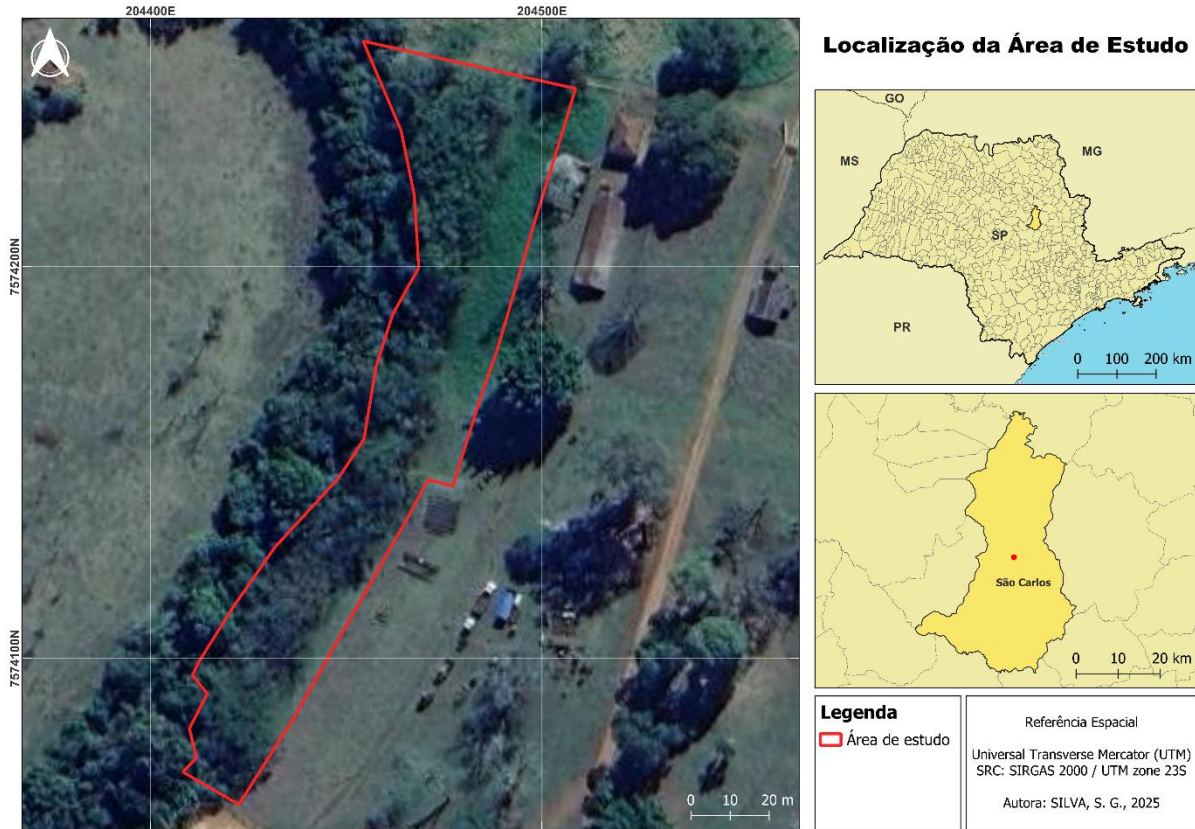 204400E
204500E
7574200N
7574100N
0 10 20 m
Localização da Área de Estudo
GO
MS
MG
SP
PR
0 100 200 km
São Carlos
0 10 20 km
Legenda
Área de estudo
Referência Espacial
Universal Transverse Mercator (UTM)
SRC: SIRGAS 2000 / UTM zone 23S
Autora: SILVA, S. G., 2025